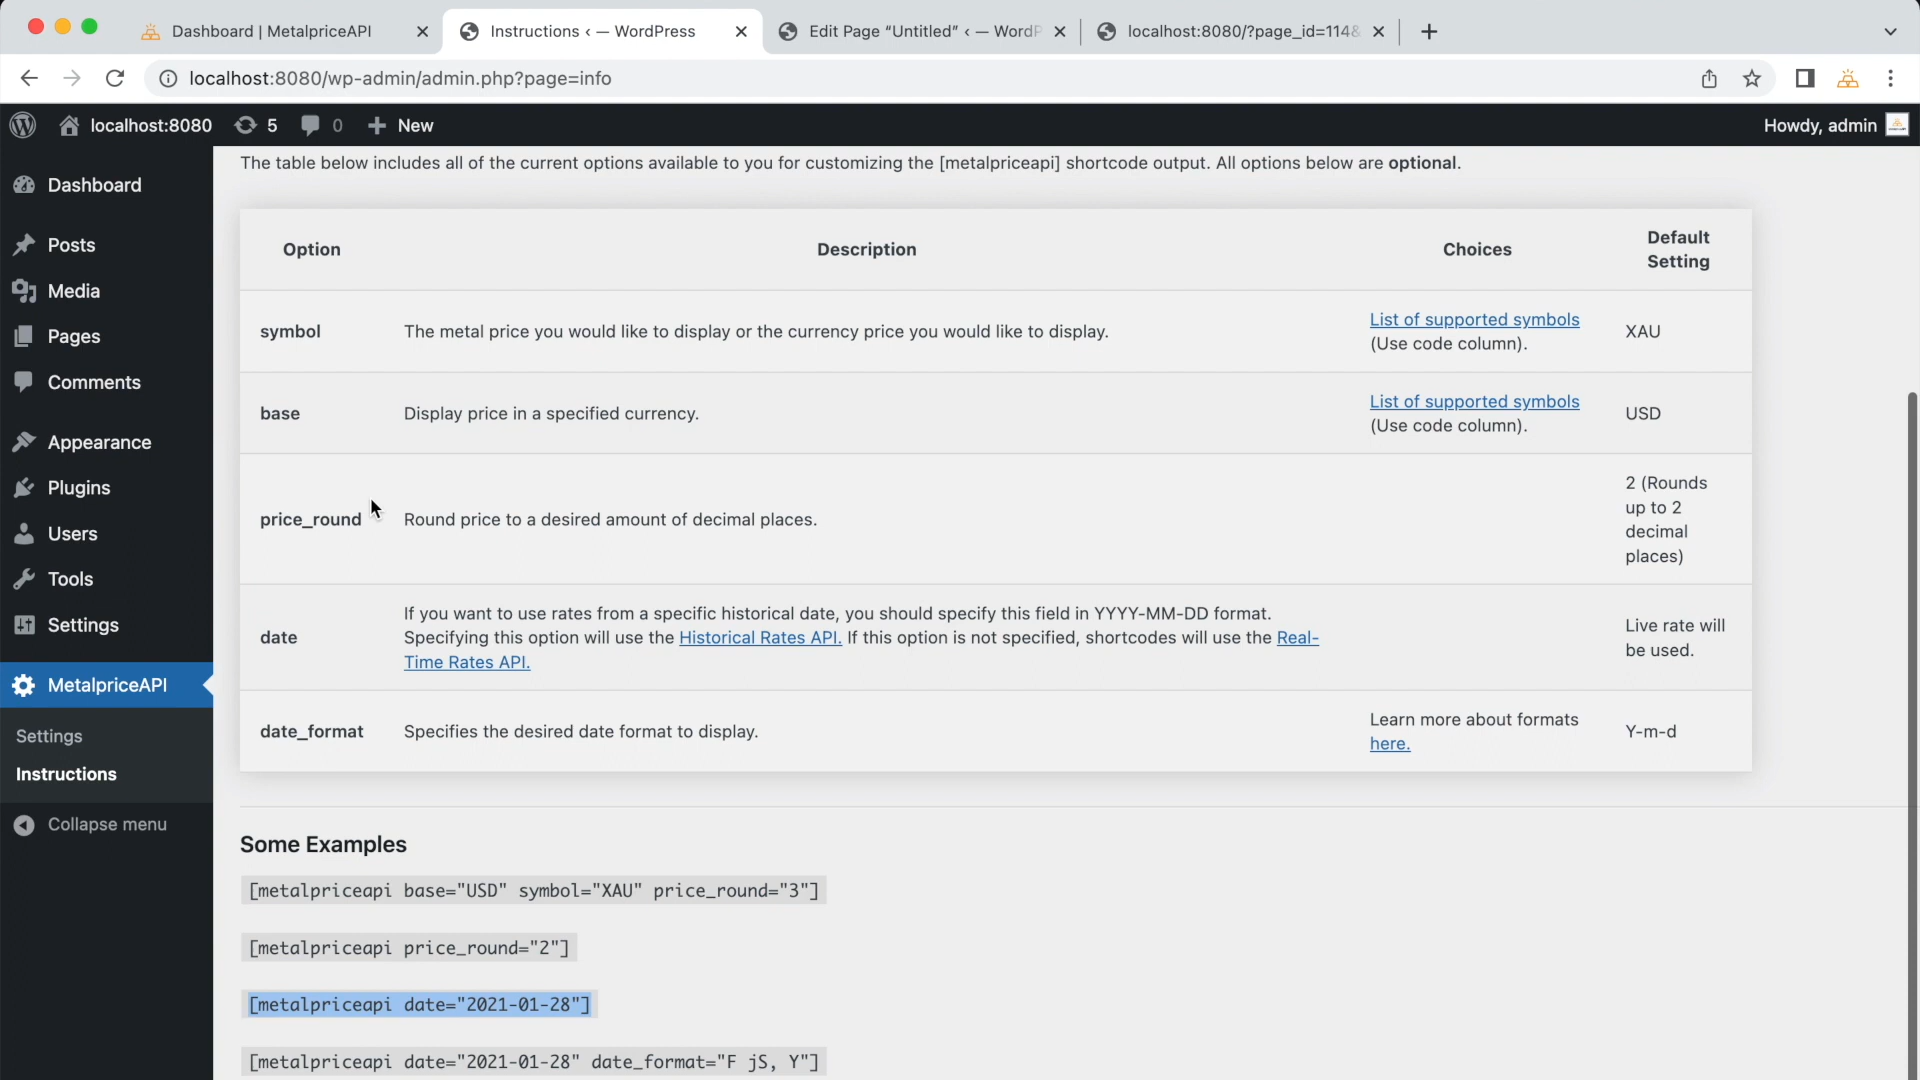 Dashboard | MetalpriceAPI
Instructions ‹ — WordPress
Edit Page “Untitled” ‹ — WordP
localhost:8080/?page_id=114&
localhost:8080/wp-admin/admin.php?page=info
localhost:8080
5
0
New
Howdy, admin
Dashboard
Posts
Media
Pages
Comments
Appearance
Plugins
Users
Tools
Settings
MetalpriceAPI
Settings
Instructions
Collapse menu
The table below includes all of the current options available to you for customizing the [metalpriceapi] shortcode output. All options below are optional.
Option
Description
Choices
Default
Setting
symbol
The metal price you would like to display or the currency price you would like to display.
List of supported symbols
(Use code column).
XAU
base
Display price in a specified currency.
List of supported symbols
(Use code column).
USD
price_round
Round price to a desired amount of decimal places.
2 (Rounds
up to 2
decimal
places)
date
If you want to use rates from a specific historical date, you should specify this field in YYYY-MM-DD format.
Specifying this option will use the Historical Rates API. If this option is not specified, shortcodes will use the Real-
Time Rates API.
Live rate will
be used.
date_format
Specifies the desired date format to display.
Learn more about formats
here.
Y-m-d
Some Examples
[metalpriceapi base="USD" symbol="XAU" price_round="3"]
[metalpriceapi price_round="2"]
[metalpriceapi date="2021-01-28"]
[metalpriceapi date="2021-01-28" date_format="F jS, Y"]